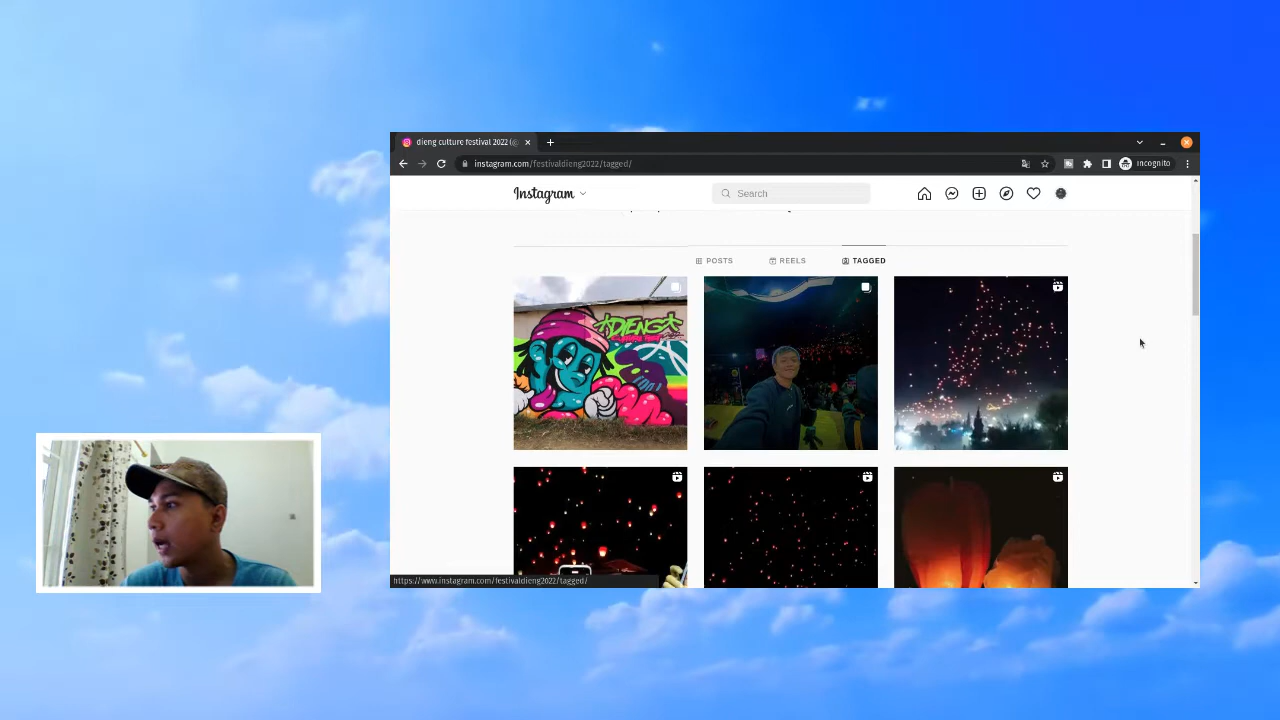 dieng culture festival 2022 (@
instagram.com/festivaldieng2022/tagged/
Incognito
Instagram
Search
POSTS
REELS
TAGGED
DIENG
https://www.instagram.com/festivaldieng2022/tagged/